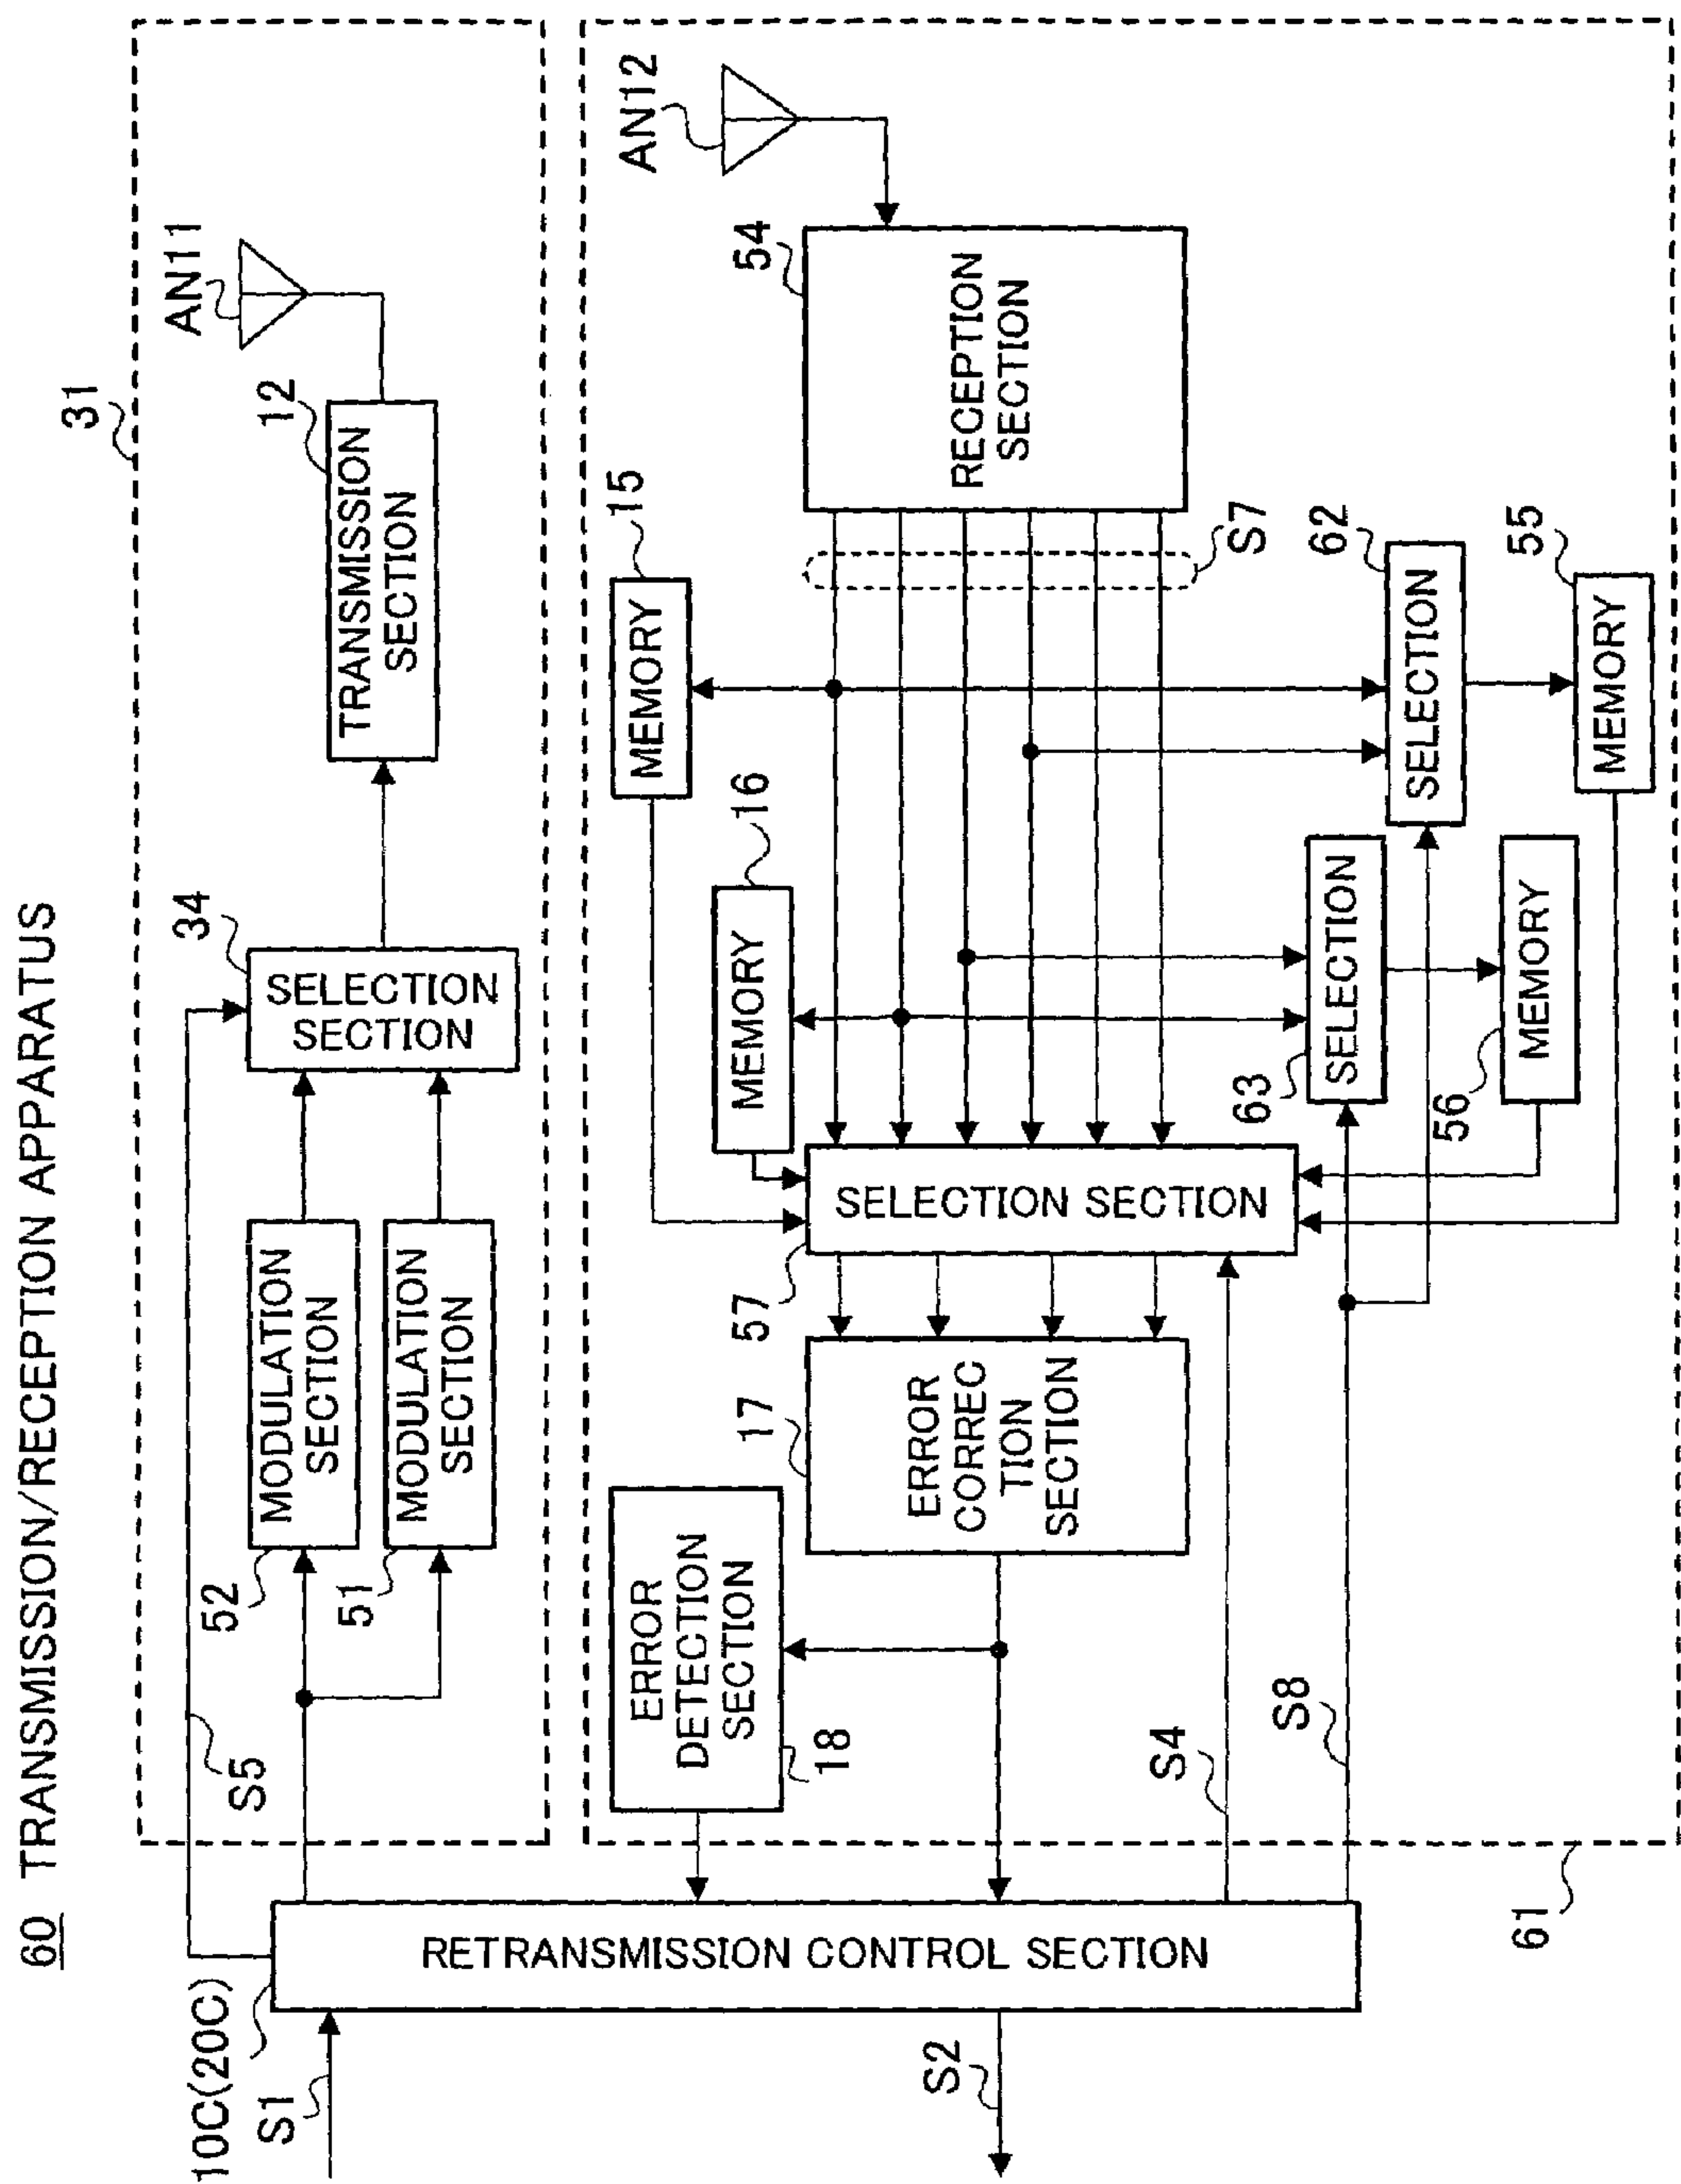 60 TRANSMISSION/RECEPTION APPARATUS
31
AN11
12
TRANSMISSION
SECTION
34
SELECTION
SECTION
52
MODULATION
SECTION
51
MODULATION
SECTION
S5
10C(20C)
S1
RETRANSMISSION CONTROL SECTION
S2
AN12
54
RECEPTION
SECTION
S7
15
MEMORY
16
MEMORY
62
SELECTION
55
MEMORY
63
SELECTION
56
MEMORY
57
SELECTION SECTION
17
ERROR
CORREC
TION
SECTION
18
ERROR
DETECTION
SECTION
S4
S8
61